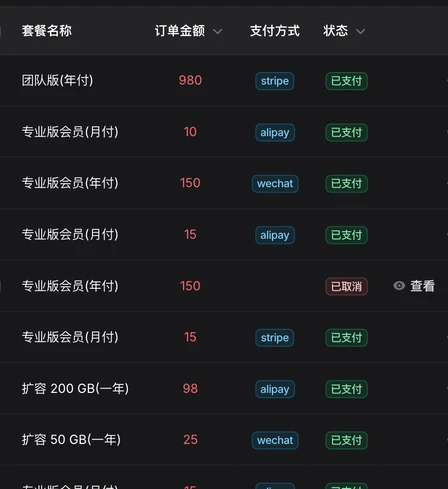 套餐名称 订单金额 支付方式 状态
团队版(年付) 980 stripe 已支付
专业版会员(月付) 10 alipay 已支付
专业版会员(年付) 150 wechat 已支付
专业版会员(月付) 15 alipay 已支付
专业版会员(年付) 150 已取消 查看
专业版会员(月付) 15 stripe 已支付
扩容 200 GB(一年) 98 alipay 已支付
扩容 50 GB(一年) 25 wechat 已支付